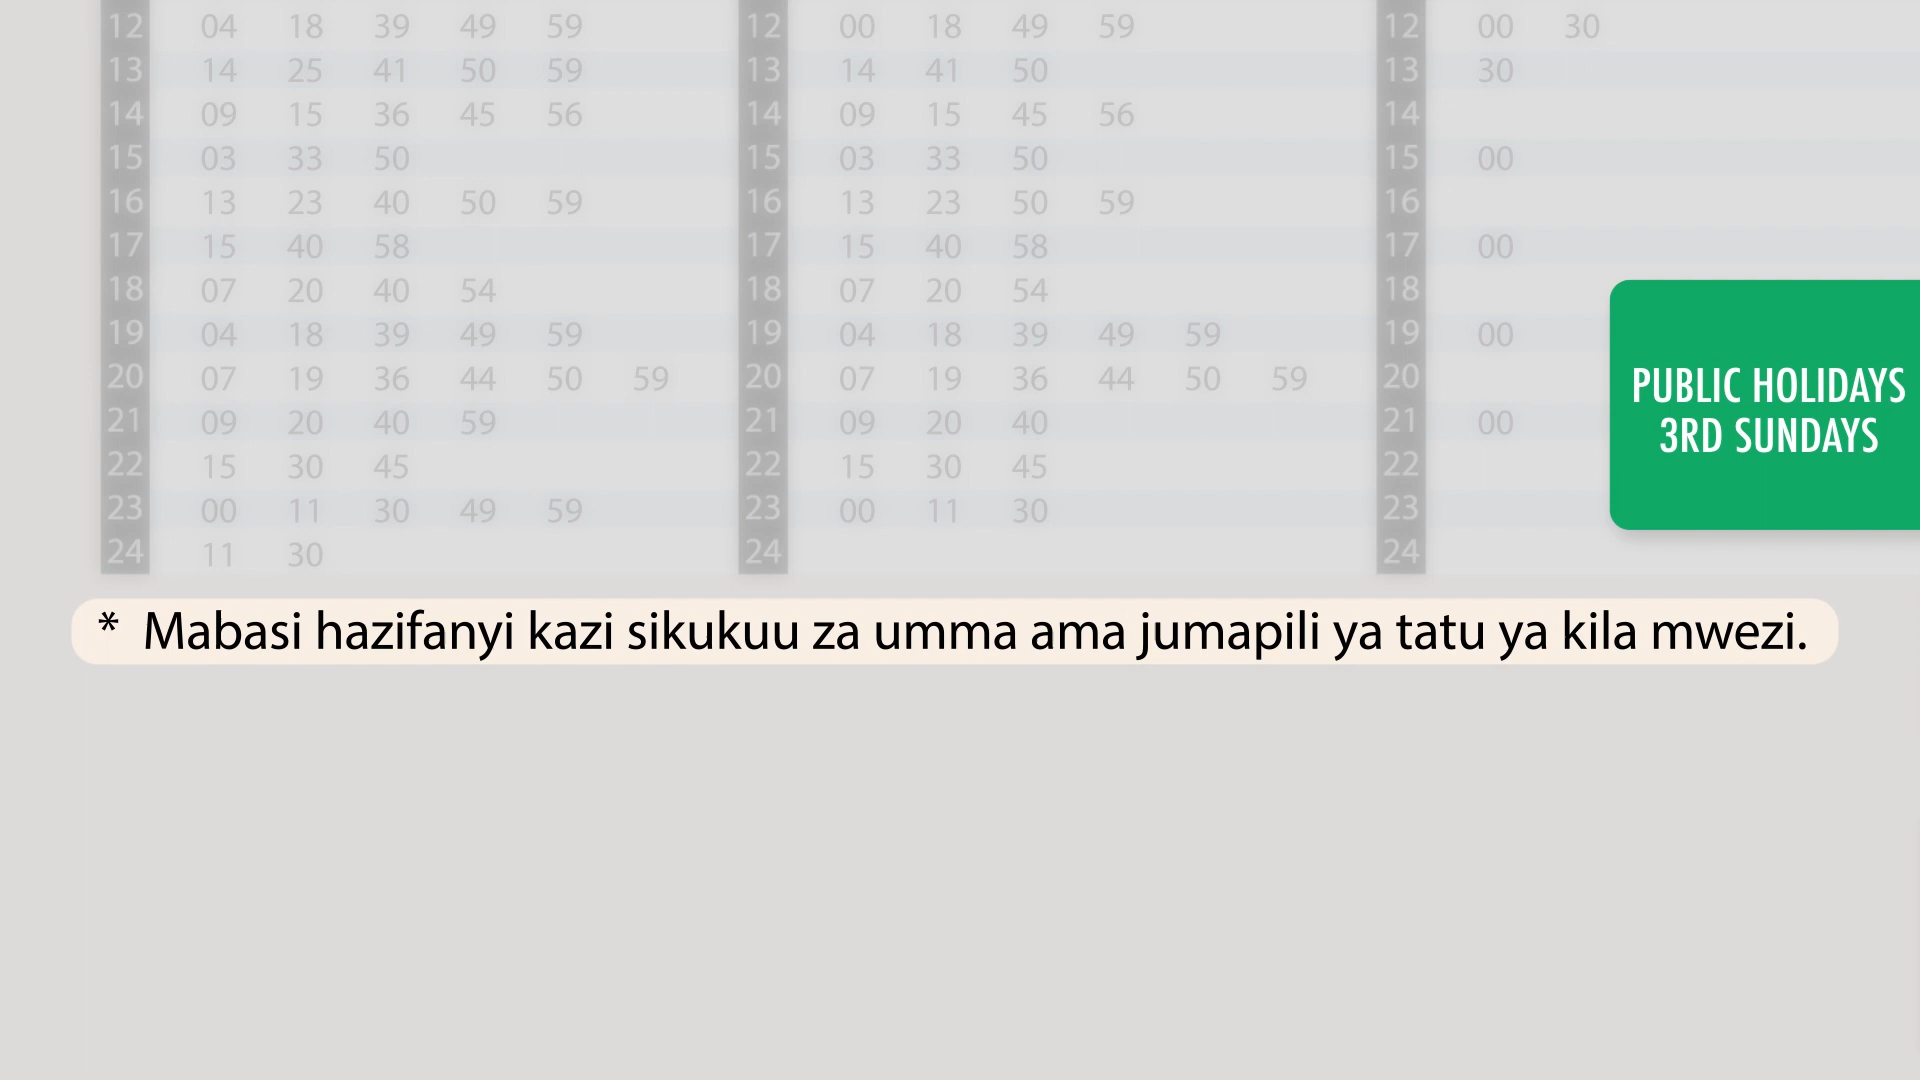 12 04 18 39 49 59 12 00 18 49 59 12 00 30
13 14 25 41 50 59 13 14 41 50 13 30
14 09 15 36 45 56 14 09 15 45 56 14
15 03 33 50 15 03 33 50 15 00
16 13 23 40 50 59 16 13 23 50 59 16
17 15 40 58 17 15 40 58 17 00
18 07 20 40 54 18 07 20 54 18
19 04 18 39 49 59 19 04 18 39 49 59 19 00
20 07 19 36 44 50 59 20 07 19 36 44 50 59 20
21 09 20 40 59 21 09 20 40 21 00
22 15 30 45 22 15 30 45 22
23 00 11 30 49 59 23 00 11 30 23
24 11 30 24 24
PUBLIC HOLIDAYS
3RD SUNDAYS
* Mabasi hazifanyi kazi sikukuu za umma ama jumapili ya tatu ya kila mwezi.